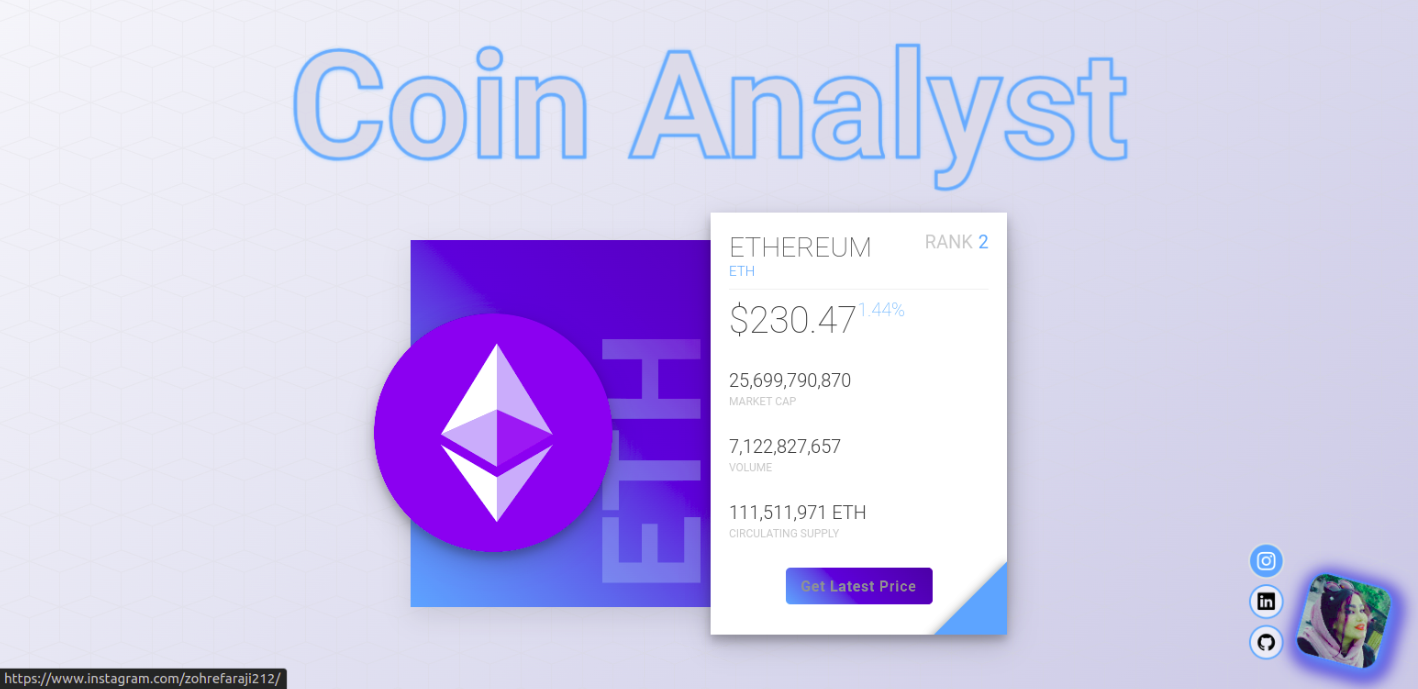 Coin Analyst
ETH
ETHEREUM
RANK 2
ETH
$230.47 1.44%
25,699,790,870
MARKET CAP
7,122,827,657
VOLUME
111,511,971 ETH
CIRCULATING SUPPLY
Get Latest Price
in
https://www.instagram.com/zohrefaraji212/